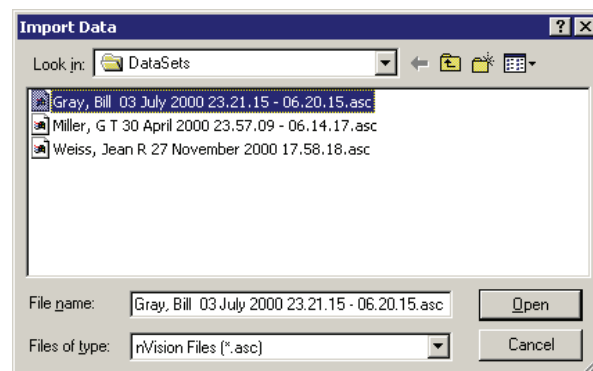 Import Data
Look in: DataSets
Gray, Bill  03 July 2000 23.21.15 - 06.20.15.asc
Miller, G T 30 April 2000 23.57.09 - 06.14.17.asc
Weiss, Jean R 27 November 2000 17.58.18.asc
File name: Gray, Bill  03 July 2000 23.21.15 - 06.20.15.asc Open
Files of type: nVision Files (*.asc) Cancel